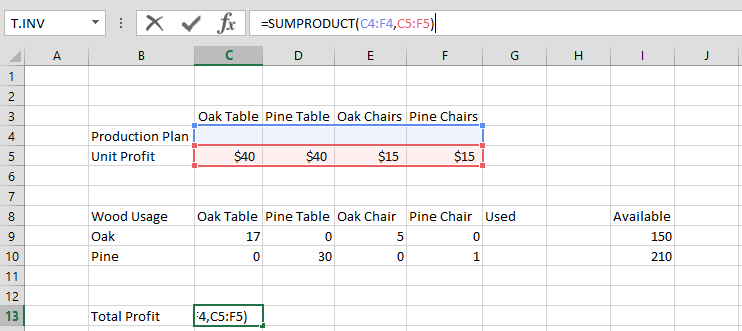 T.INV fx =SUMPRODUCT(C4:F4,C5:F5)
A B C D E F G H I J
1
2
3 Oak Table Pine Table Oak Chairs Pine Chairs
4 Production Plan
5 Unit Profit $40 $40 $15 $15
6
7
8 Wood Usage Oak Table Pine Table Oak Chair Pine Chair Used Available
9 Oak 17 0 5 0 150
10 Pine 0 30 0 1 210
11
12
13 Total Profit F4,C5:F5)